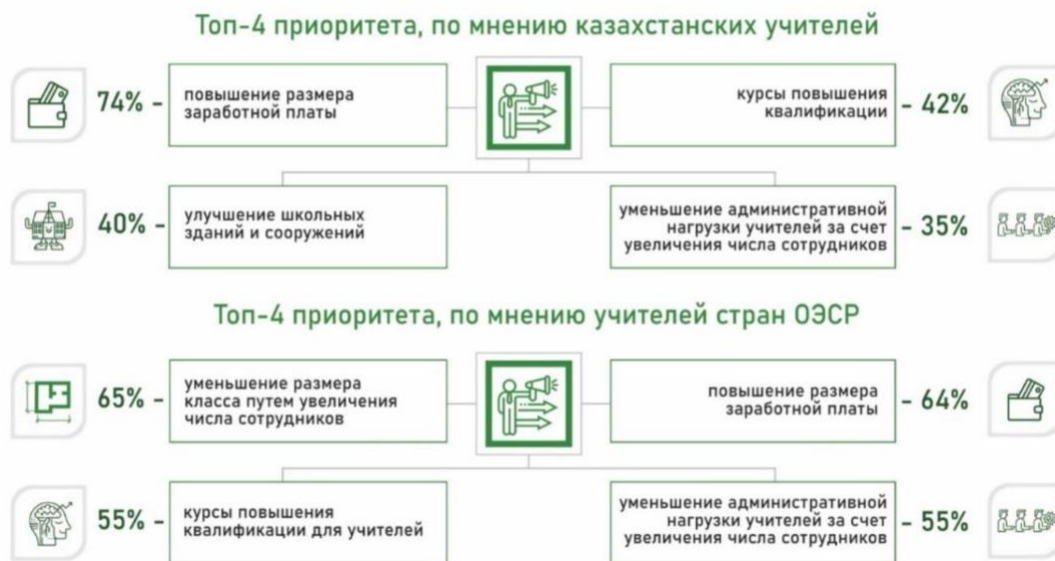 Топ-4 приоритета, по мнению казахстанских учителей
74% -
повышение размера
заработной платы
курсы повышения
квалификации
- 42%
40% -
улучшение школьных
зданий и сооружений
уменьшение административной
нагрузки учителей за счет
увеличения числа сотрудников
- 35%
Топ-4 приоритета, по мнению учителей стран ОЭСР
65% -
уменьшение размера
класса путем увеличения
числа сотрудников
повышение размера
заработной платы
- 64%
55% -
курсы повышения
квалификации для учителей
уменьшение административной
нагрузки учителей за счет
увеличения числа сотрудников
- 55%